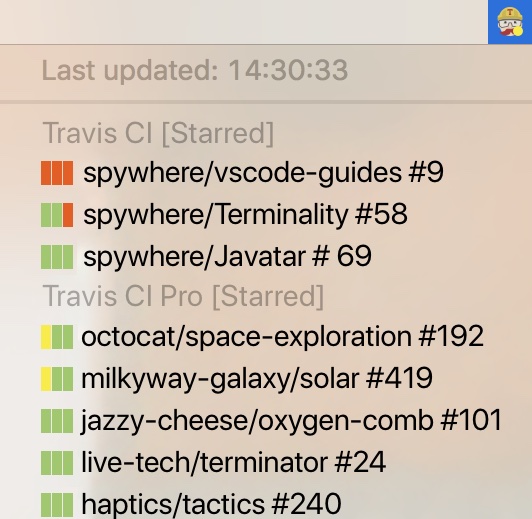 Last updated: 14:30:33
Travis CI [Starred]
spywhere/vscode-guides #9
spywhere/Terminality #58
spywhere/Javatar # 69
Travis CI Pro [Starred]
octocat/space-exploration #192
milkyway-galaxy/solar #419
jazzy-cheese/oxygen-comb #101
live-tech/terminator #24
haptics/tactics #240